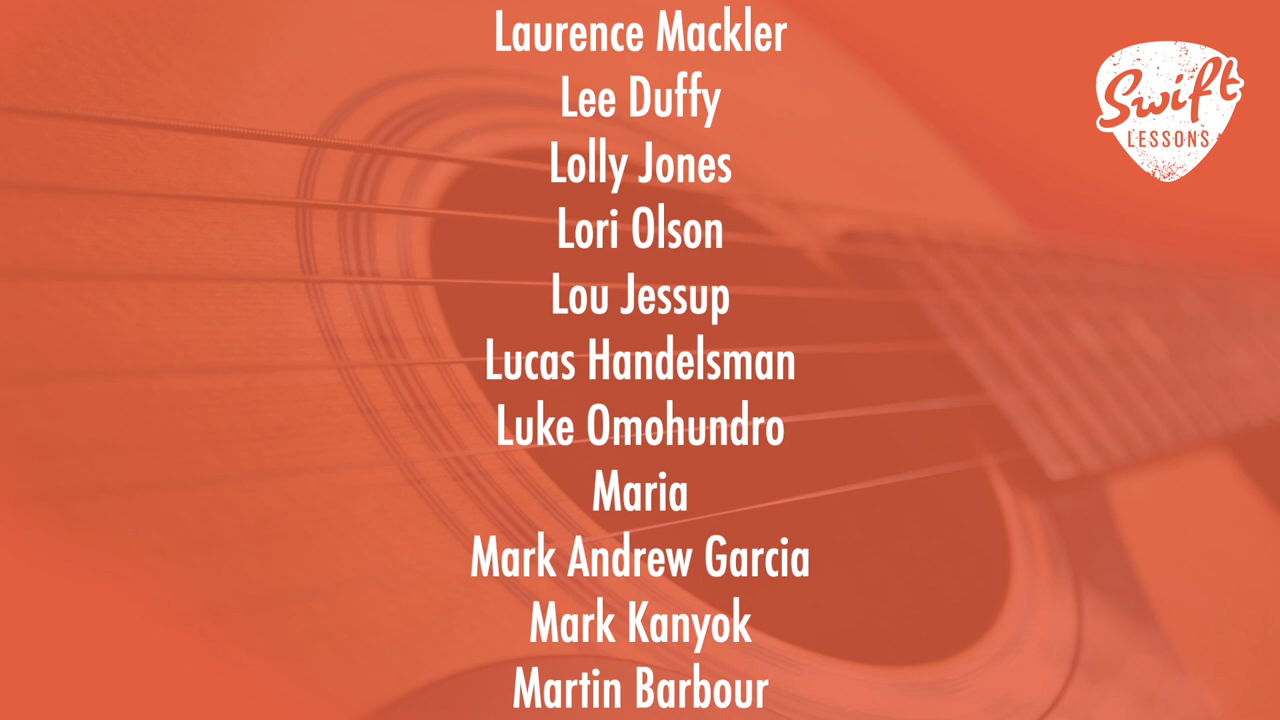 Laurence Mackler
Lee Duffy
Lolly Jones
Lori Olson
Lou Jessup
Lucas Handelsman
Luke Omohundro
Maria
Mark Andrew Garcia
Mark Kanyok
Martin Barbour
Swift
LESSONS